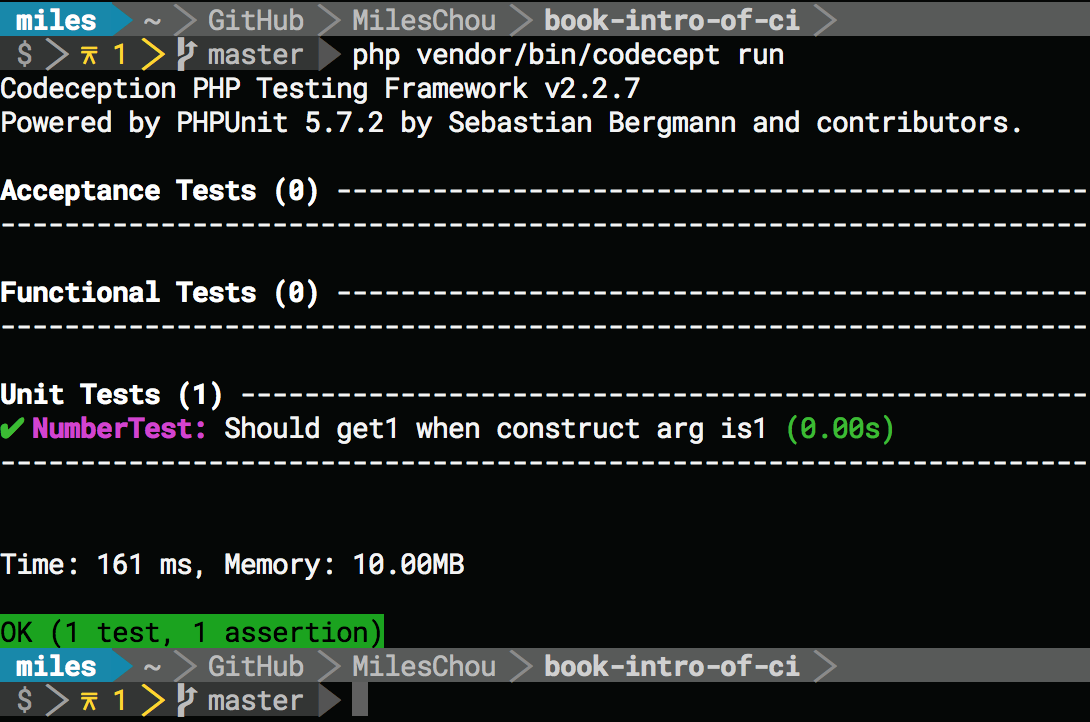 miles ~ GitHub MilesChou book-intro-of-ci
$ ⚻ 1 master php vendor/bin/codecept run
Codeception PHP Testing Framework v2.2.7
Powered by PHPUnit 5.7.2 by Sebastian Bergmann and contributors.
Acceptance Tests (0) -----------------------------------------------
--------------------------------------------------------------------
Functional Tests (0) -----------------------------------------------
--------------------------------------------------------------------
Unit Tests (1) -----------------------------------------------------
✔ NumberTest: Should get1 when construct arg is1 (0.00s)
--------------------------------------------------------------------
Time: 161 ms, Memory: 10.00MB
OK (1 test, 1 assertion)
miles ~ GitHub MilesChou book-intro-of-ci
$ ⚻ 1 master